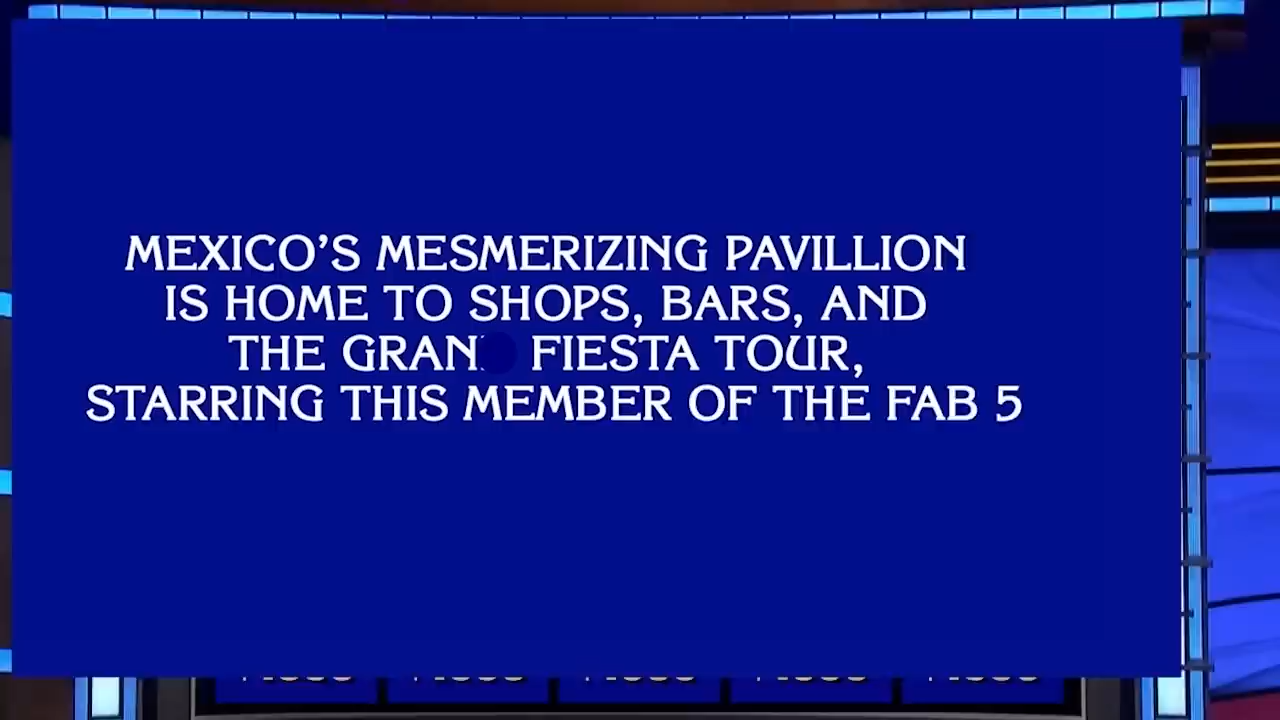 MEXICO'S MESMERIZING PAVILLION
IS HOME TO SHOPS, BARS, AND
THE GRAN FIESTA TOUR,
STARRING THIS MEMBER OF THE FAB 5